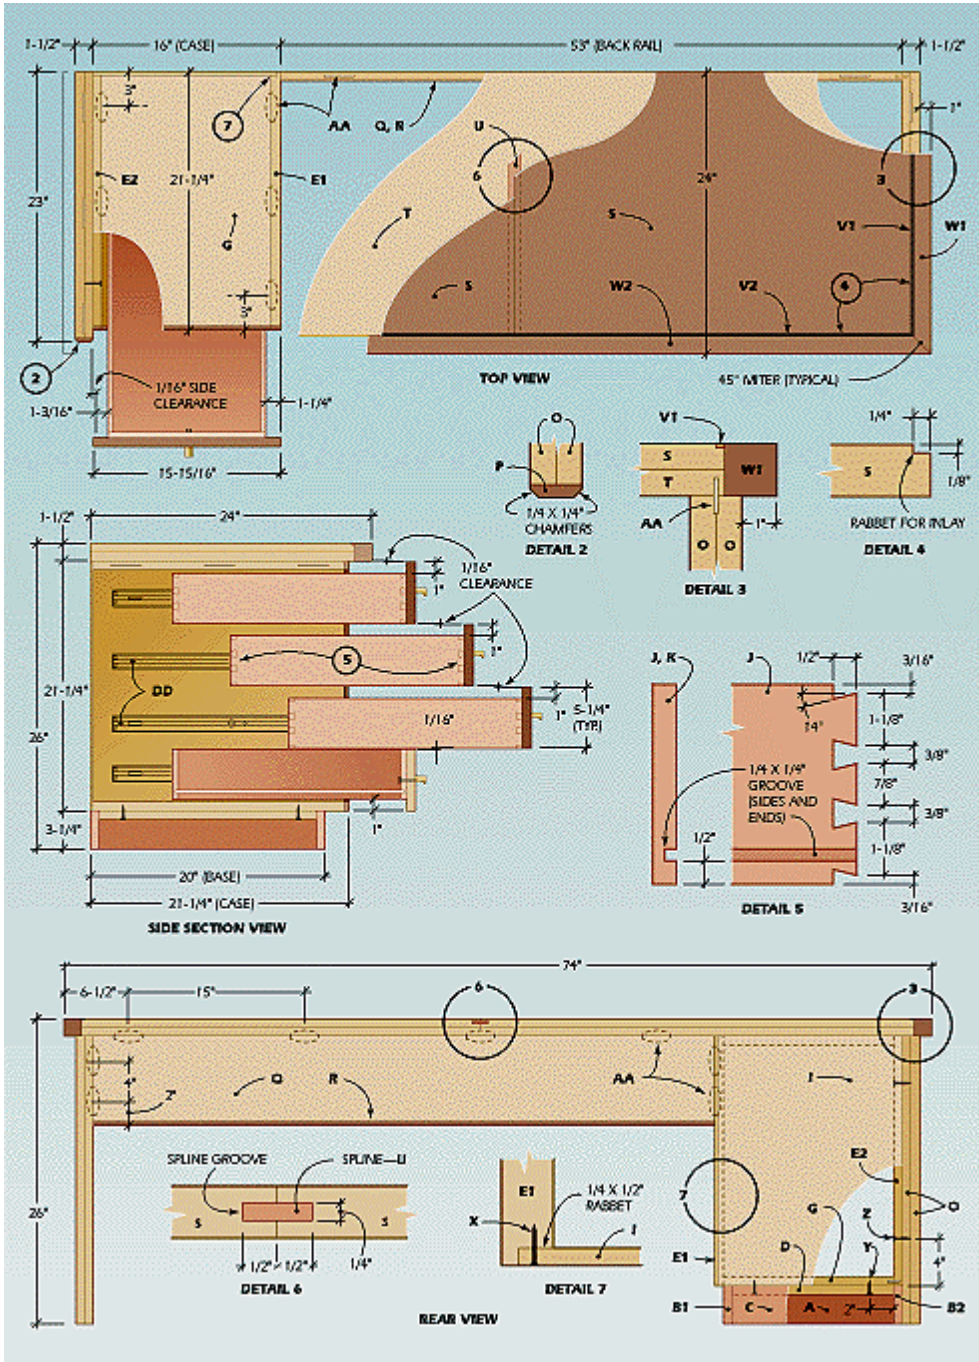 1-1/2"
16" (CASE)
53" (BACK RAIL)
1-1/2"
3"
7
AA
Q, R
U
1"
6
3
E2
21-1/4"
E1
24"
23"
G
T
S
V1
W1
S
W2
V2
4
3"
2
1/16" SIDE
CLEARANCE
TOP VIEW
45° MITER (TYPICAL)
1-3/16"
1-1/4"
15-15/16"
O
P
1/4 X 1/4"
CHAMFERS
DETAIL 2
V1
S
T
W1
AA
1"
O
O
DETAIL 3
1/4"
S
1/8"
RABBET FOR INLAY
DETAIL 4
1-1/2"
24"
1/16"
CLEARANCE
1"
1"
5
DD
21-1/4"
26"
1"
5-1/4"
(TYP.)
1/16"
3-1/4"
1"
20" (BASE)
21-1/4" (CASE)
SIDE SECTION VIEW
J, K
J
1/2"
3/16"
14°
1-1/8"
3/8"
1/4 X 1/4"
GROOVE
(SIDES AND
ENDS)
7/8"
3/8"
1/2"
1-1/8"
3/16"
DETAIL 5
74"
6-1/2"
15"
6
3
4"
2"
Q
R
AA
I
26"
SPLINE GROOVE
SPLINE—U
S
S
1/2"
1/2"
1/4"
DETAIL 6
E1
1/4 X 1/2"
RABBET
X
I
DETAIL 7
7
E2
G
Z
O
E1
D
Y
4"
B1
C
A
2"
B2
REAR VIEW